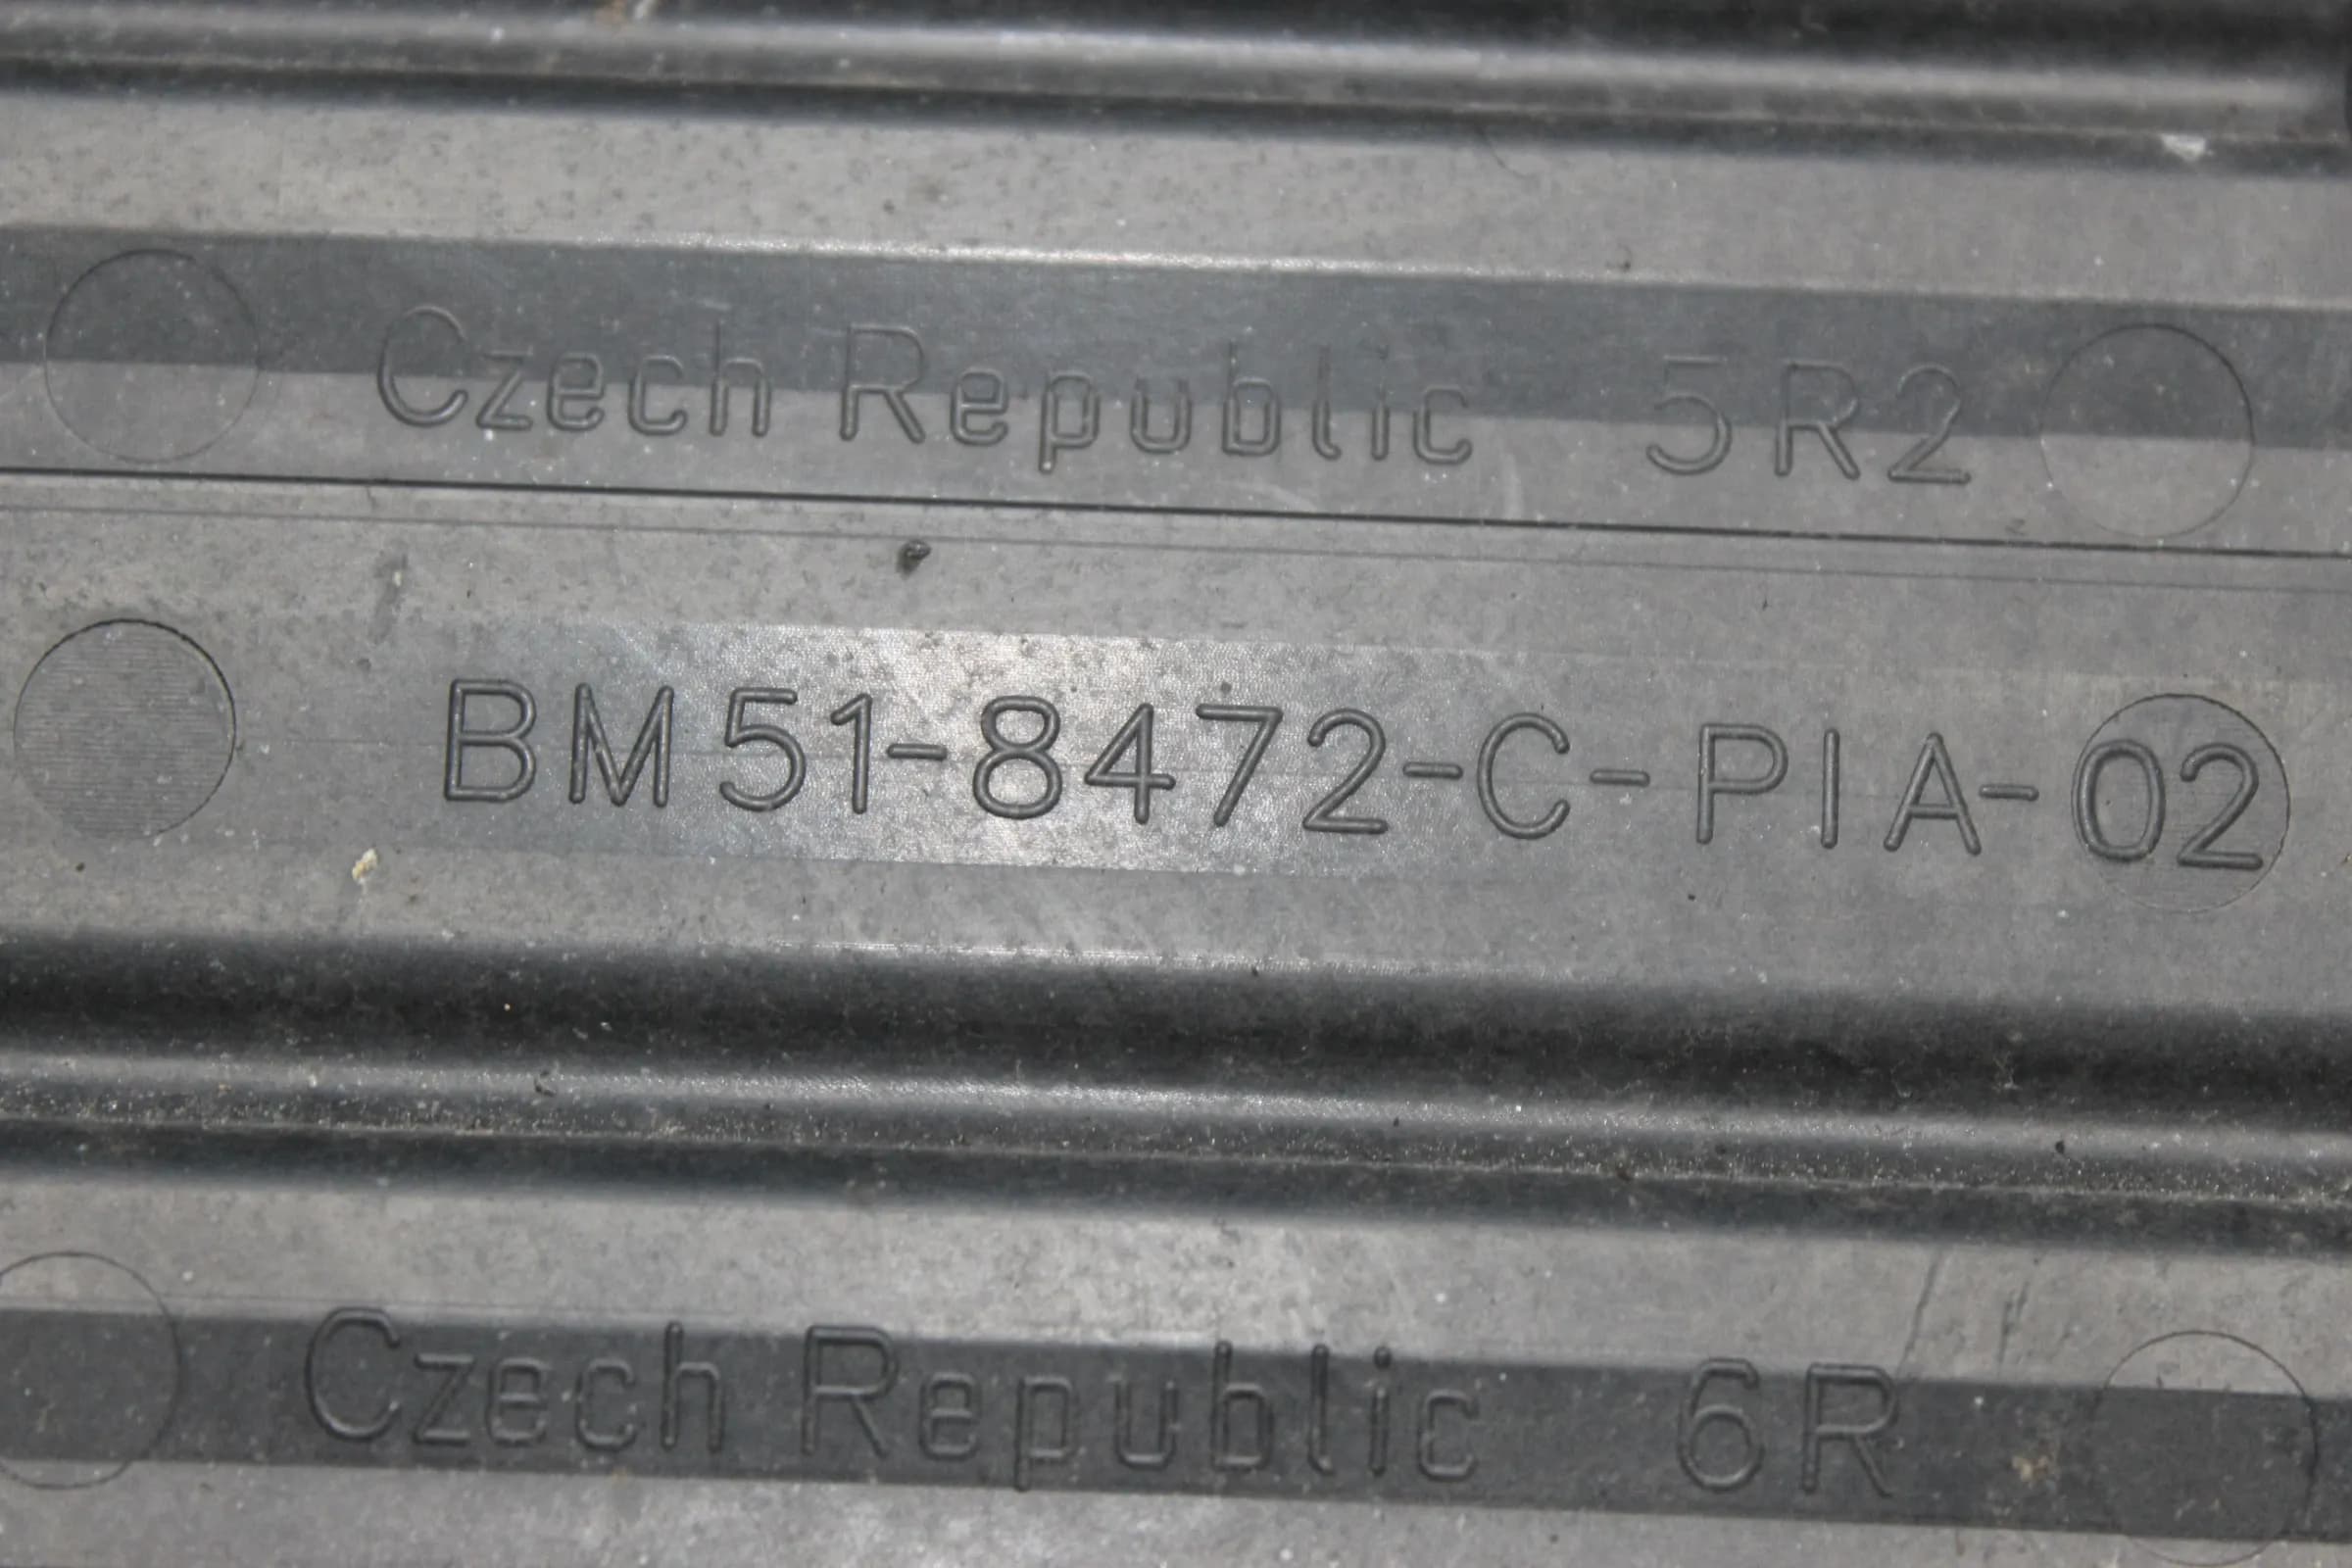 Czech Republic 5R2
BM51-8472-C-PIA-02
Czech Republic 6R